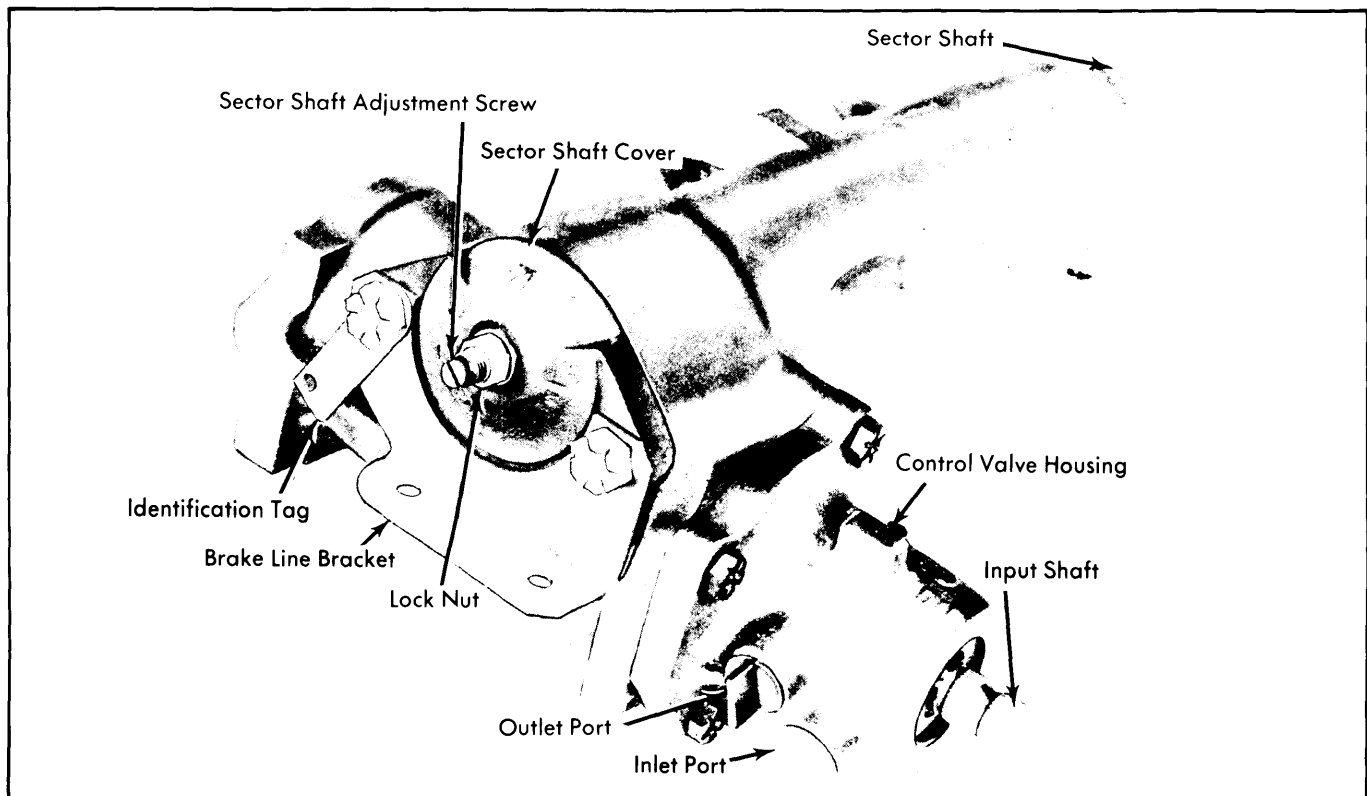 Sector Shaft
Sector Shaft Adjustment Screw
Sector Shaft Cover
Control Valve Housing
Identification Tag
Brake Line Bracket
Input Shaft
Lock Nut
Outlet Port
Inlet Port